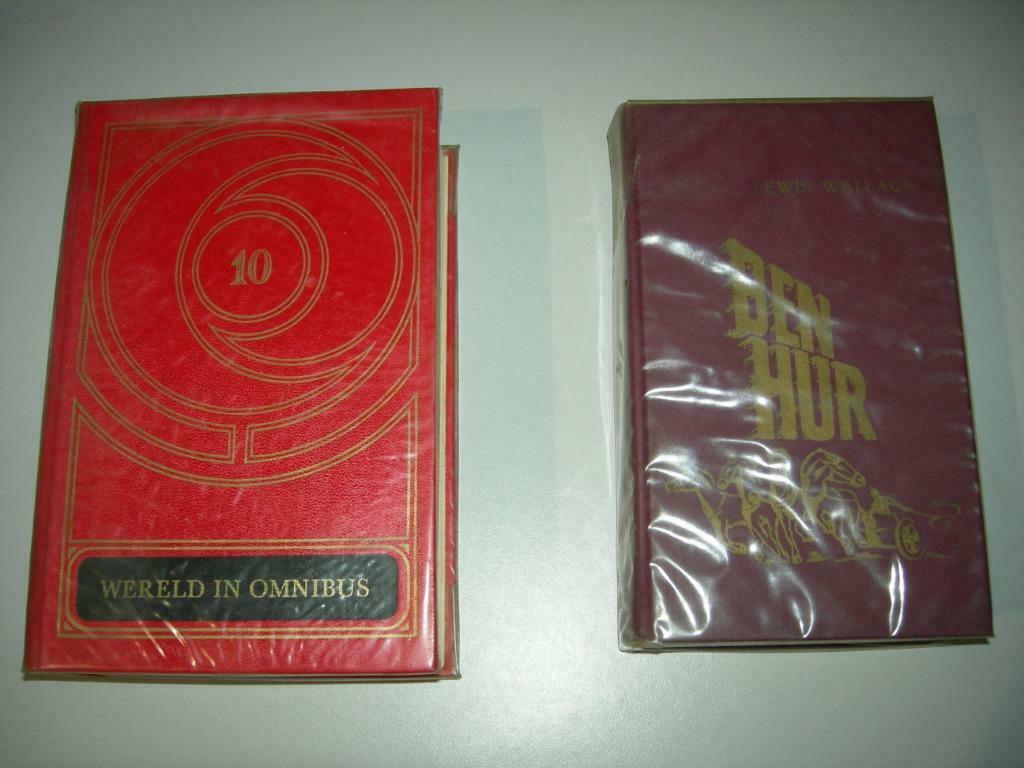 10
WERELD IN OMNIBUS
LEWIS WALLACE
BEN
HUR